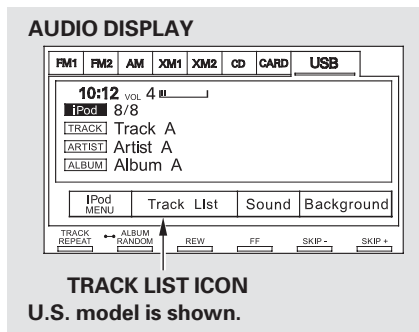 AUDIO DISPLAY
FM1 FM2 AM XM1 XM2 CD CARD USB
10:12 VOL 4
iPod 8/8
TRACK Track A
ARTIST Artist A
ALBUM Album A
iPod MENU Track List Sound Background
TRACK REPEAT ALBUM RANDOM REW FF SKIP - SKIP +
TRACK LIST ICON
U.S. model is shown.